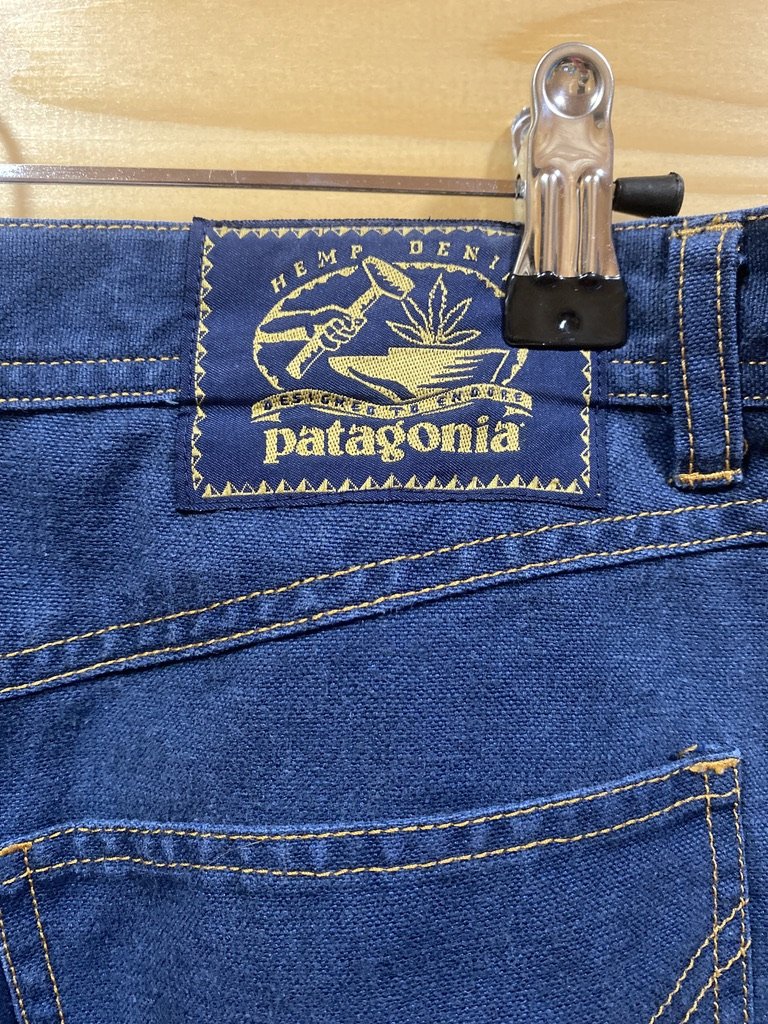 HEMP DENI
DESIGNED TO ENDURE
patagonia